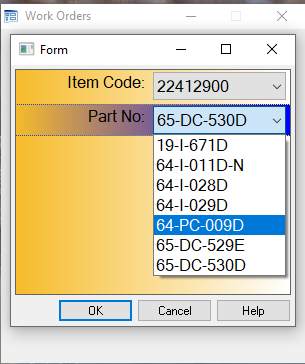 Work Orders
Form
Item Code: 22412900
Part No: 65-DC-530D
19-I-671D
64-I-011D-N
64-I-028D
64-I-029D
64-PC-009D
65-DC-529E
65-DC-530D
OK Cancel Help